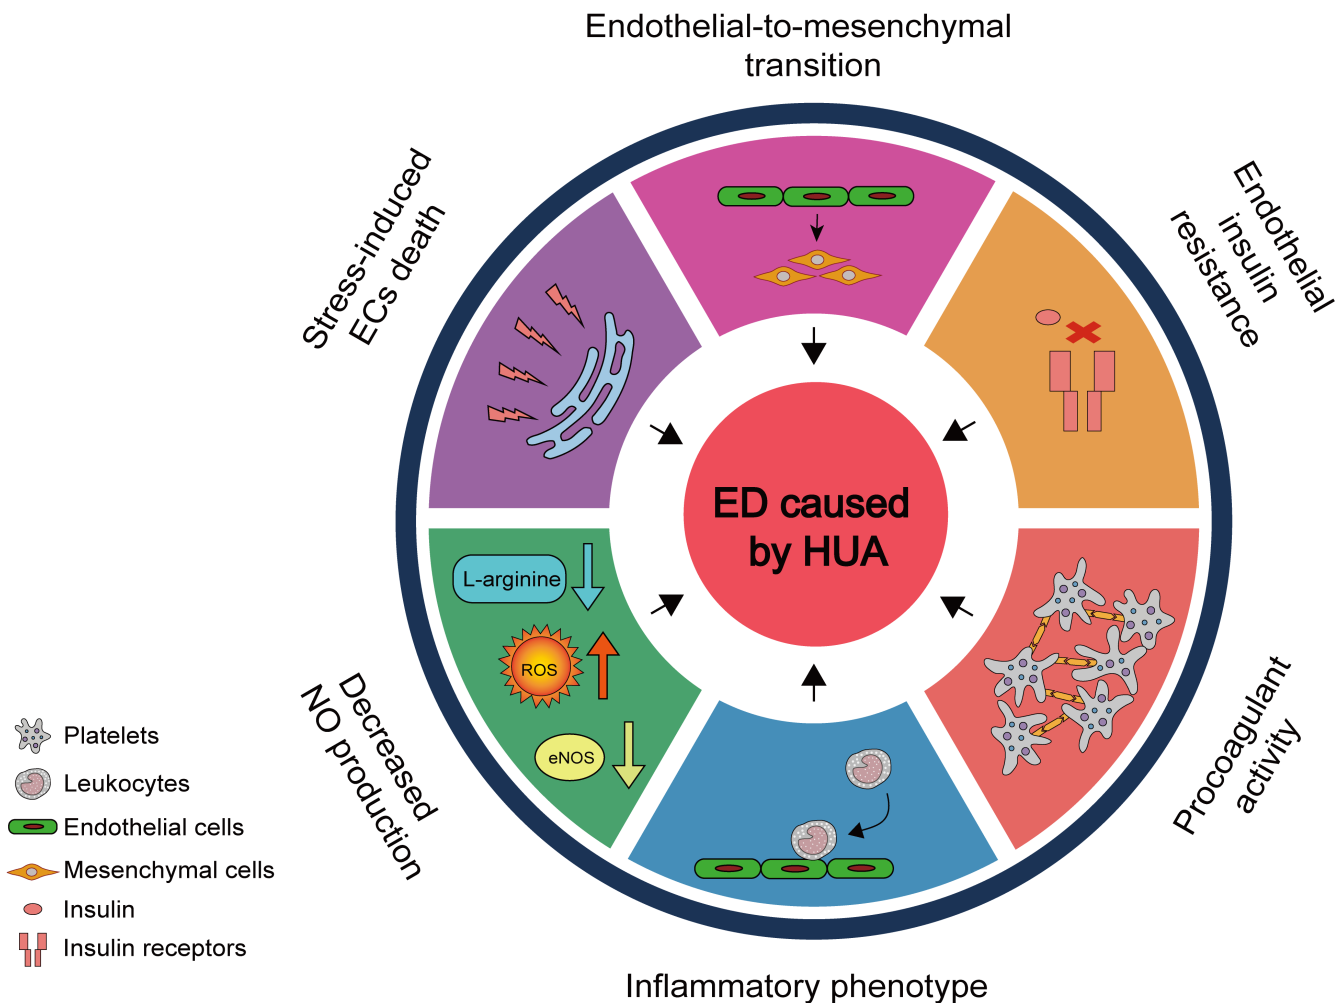 Endothelial-to-mesenchymal
transition
Stress-induced
ECs death
Endothelial
insulin
resistance
ED caused
by HUA
L-arginine
ROS
eNOS
Decreased
NO production
Procoagulant
activity
Inflammatory phenotype
Platelets
Leukocytes
Endothelial cells
Mesenchymal cells
Insulin
Insulin receptors